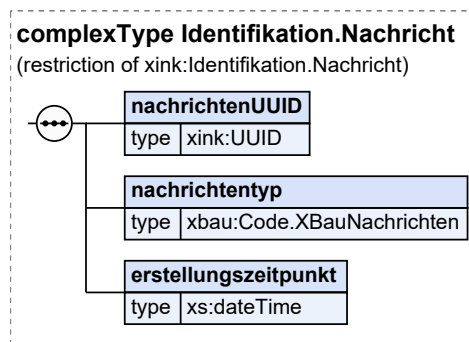 complexType Identifikation.Nachricht
(restriction of xink:Identifikation.Nachricht)
nachrichtenUUID
type xink:UUID
nachrichtentyp
type xbau:Code.XBauNachrichten
erstellungszeitpunkt
type xs:dateTime